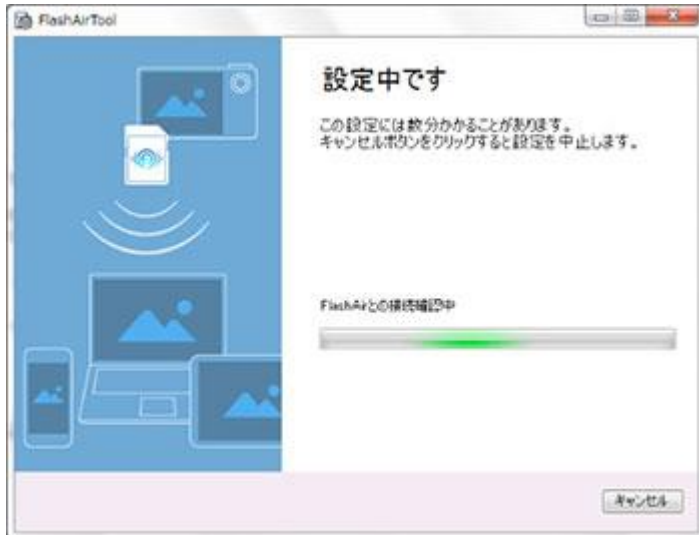 FlashAirTool
設定中です
この設定には数分かかることがあります。
キャンセルボタンをクリックすると設定を中止します。
FlashAirとの接続確認中
キャンセル